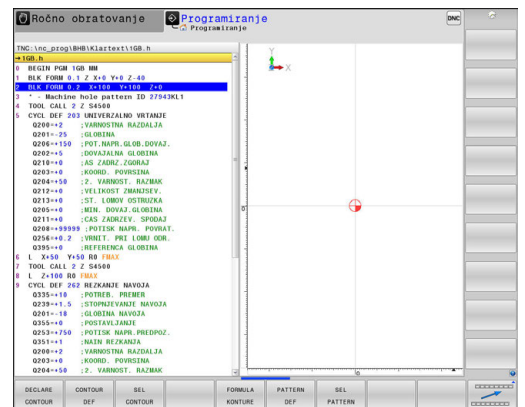 Ročno obratovanje
Programiranje
Programiranje
DNC
TNC:\nc_prog\BHB\Klartext\1GB.h
→1GB.h
0 BEGIN PGM 1GB MM
1 BLK FORM 0.1 Z X+0 Y+0 Z-40
2 BLK FORM 0.2 X+100 Y+100 Z+0
3 * - Machine hole pattern ID 27943KL1
4 TOOL CALL 2 Z S4500
5 CYCL DEF 203 UNIVERZALNO VRTANJE
Q200=+2 ;VARNOSTNA RAZDALJA
Q201=-25 ;GLOBINA
Q206=+150 ;POT.NAPR.GLOB.DOVAJ.
Q202=+5 ;DOVAJALNA GLOBINA
Q210=+0 ;AS ZADRZ.ZGORAJ
Q203=+0 ;KOORD. POVRSINA
Q204=+50 ;2. VARNOST. RAZMAK
Q212=+0 ;VELIKOST ZMANJSEV.
Q213=+0 ;ST. LOMOV OSTRUZKA
Q205=+0 ;MIN. DOVAJ.GLOBINA
Q211=+0 ;CAS ZADRZEV. SPODAJ
Q208=+99999 ;POTISK NAPR. POVRAT.
Q256=+0.2 ;VRNIT. PRI LOMU ODR.
Q395=+0 ;REFERENCA GLOBINA
6 L X+50 Y+50 R0 FMAX
7 TOOL CALL 2 Z S4500
8 L Z+100 R0 FMAX
9 CYCL DEF 262 REZKANJE NAVOJA
Q335=+10 ;POTREB. PREMER
Q239=+1.5 ;STOPNJEVANJE NAVOJA
Q201=-18 ;GLOBINA NAVOJA
Q355=+0 ;POSTAVLJANJE
Q253=+750 ;POTISK NAPR.PREDPOZ.
Q351=+1 ;NAIN REZKANJA
Q200=+2 ;VARNOSTNA RAZDALJA
Q203=+0 ;KOORD. POVRSINA
Q204=+50 ;2. VARNOST. RAZMAK
Y
X
0
0
DECLARE CONTOUR
CONTOUR DEF
SEL CONTOUR
FORMULA KONTURE
PATTERN DEF
SEL PATTERN